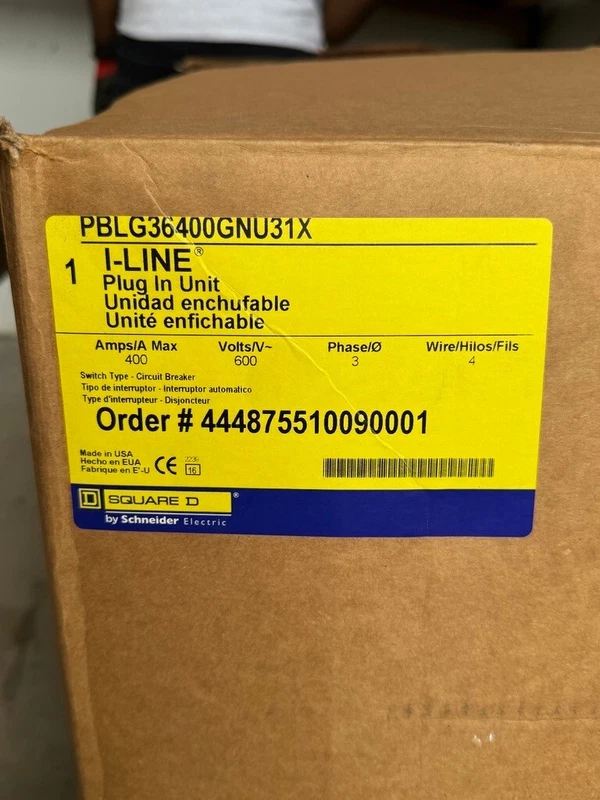 PBLG36400GNU31X
1 I-LINE®
Plug In Unit
Unidad enchufable
Unité enfichable
Amps/A Max Volts/V~ Phase/Ø Wire/Hilos/Fils
400 600 3 4
Switch Type - Circuit Breaker
Tipo de interruptor - Interruptor automatico
Type d'interrupteur - Disjoncteur
Order # 444875510090001
Made in USA
Hecho en EUA
Fabrique en E'-U
CE
2236
16
D SQUARE D ®
by Schneider Electric